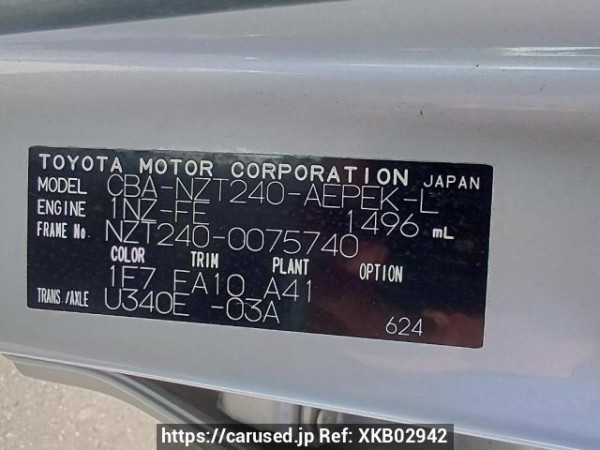 TOYOTA MOTOR CORPORATION JAPAN
MODEL CBA-NZT240-AEPEK-L
ENGINE 1NZ-FE 1496 mL
FRAME No. NZT240-0075740
COLOR TRIM PLANT OPTION
1F7 FA10 A41
TRANS./AXLE U340E -03A
624
https://carused.jp Ref: XKB02942